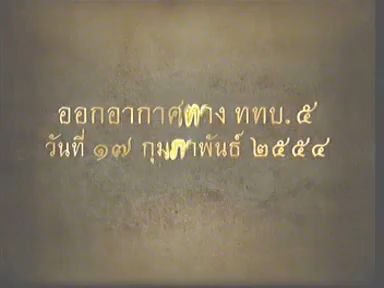 ออกอากาศทาง ททบ. ๕
วันที่ ๑๗ กุมภาพันธ์ ๒๕๕๔